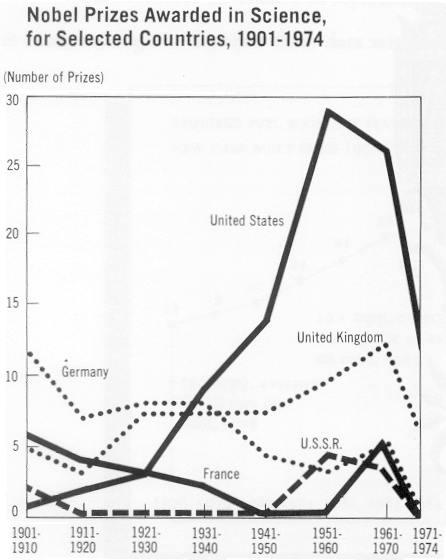 Nobel Prizes Awarded in Science,
for Selected Countries, 1901-1974
(Number of Prizes)
30
25
20
15
10
5
0
United States
United Kingdom
Germany
U.S.S.R.
France
1901- 1911- 1921- 1931- 1941- 1951- 1961- 1971-
1910 1920 1930 1940 1950 1960 1970 1974